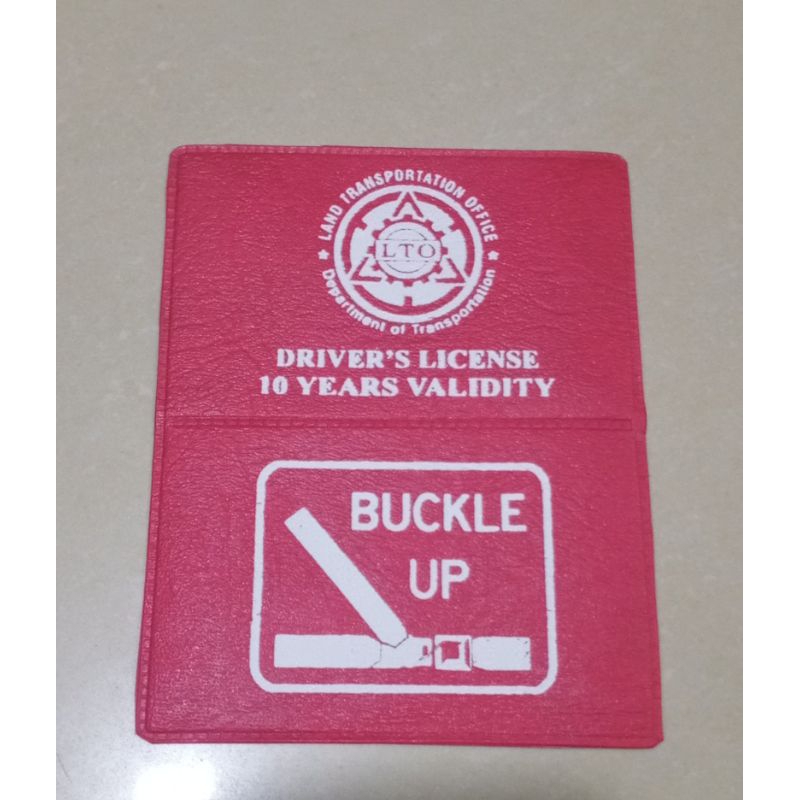 LAND TRANSPORTATION OFFICE
LTO
Department of Transportation
DRIVER'S LICENSE
10 YEARS VALIDITY
BUCKLE
UP